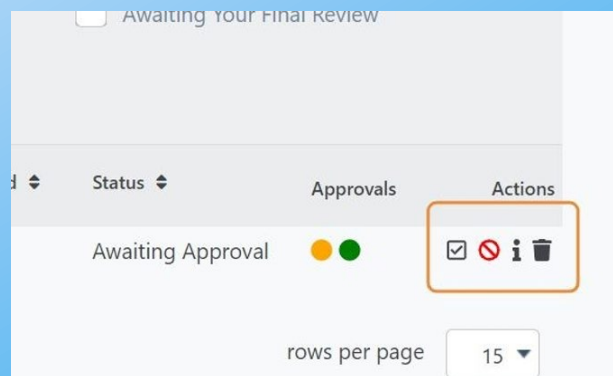 Awaiting Your Final Review
d Status Approvals Actions
Awaiting Approval
rows per page 15